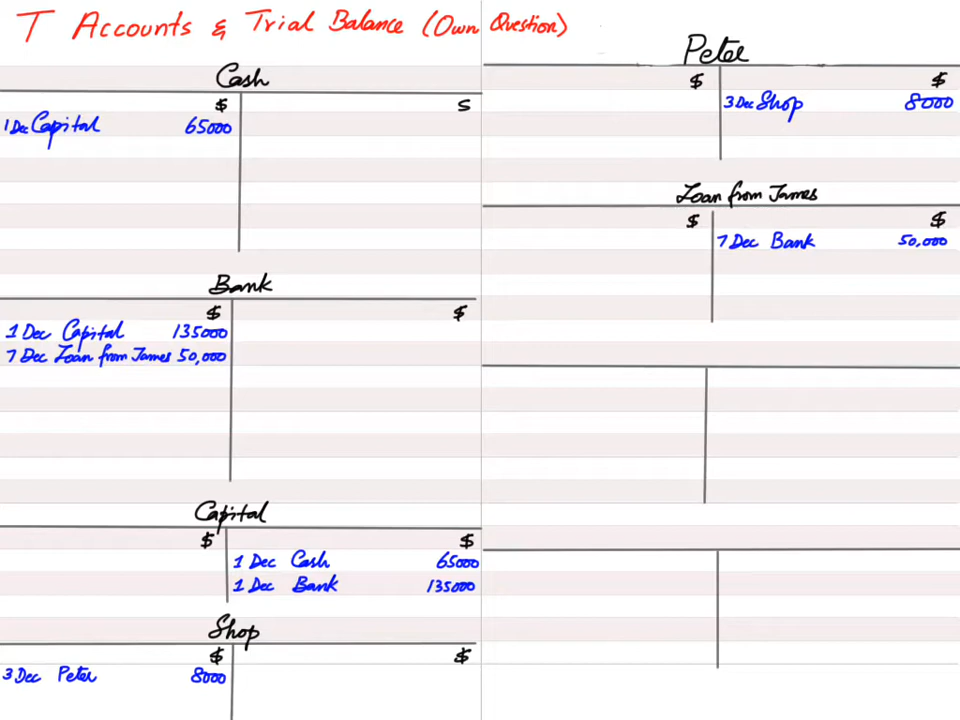 T Accounts & Trial Balance (Own Question)
Cash
$ $
1 Dec Capital 65000
Bank
$ $
1 Dec Capital 135000
7 Dec Loan from James 50,000
Capital
$ $
1 Dec Cash 65000
1 Dec Bank 135000
Shop
$ $
3 Dec Peter 8000
Peter
$ $
3 Dec Shop 8000
Loan from James
$ $
7 Dec Bank 50,000